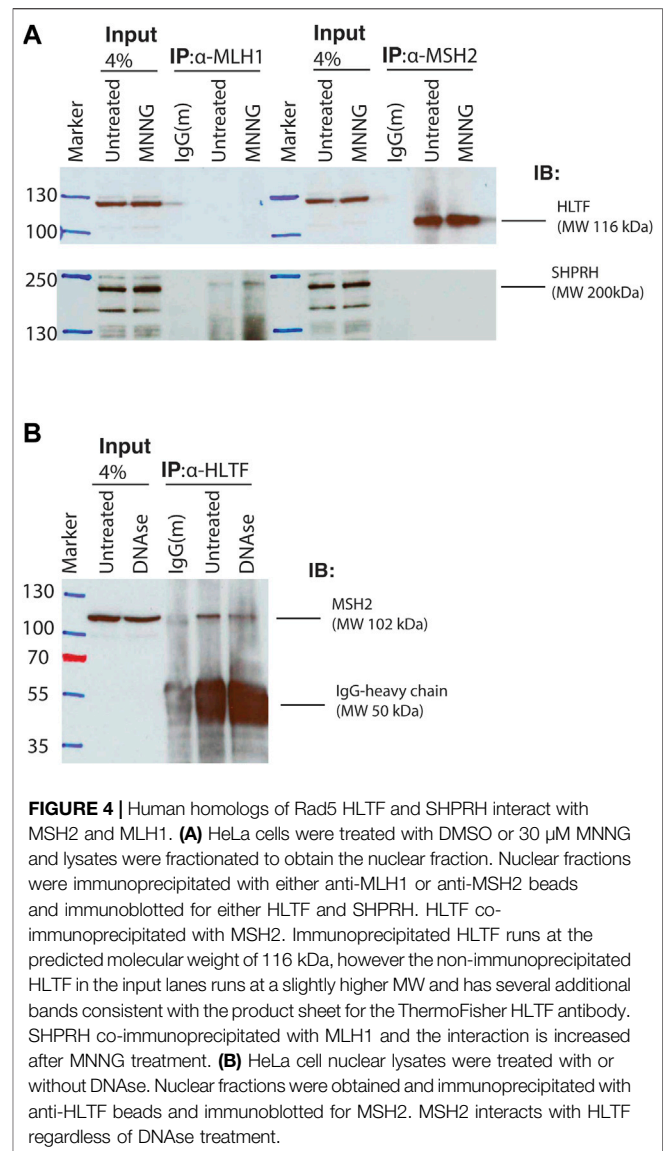 A
Input
4%
IP:α-MLH1
Input
4%
IP:α-MSH2
Marker
Untreated
MNNG
IgG(m)
Untreated
MNNG
Marker
Untreated
MNNG
IgG(m)
Untreated
MNNG
IB:
130
100
HLTF
(MW 116 kDa)
250
130
SHPRH
(MW 200kDa)
B
Input
4%
IP:α-HLTF
Marker
Untreated
DNAse
IgG(m)
Untreated
DNAse
IB:
130
100
70
55
35
MSH2
(MW 102 kDa)
IgG-heavy chain
(MW 50 kDa)
FIGURE 4 | Human homologs of Rad5 HLTF and SHPRH interact with
MSH2 and MLH1. (A) HeLa cells were treated with DMSO or 30 μM MNNG
and lysates were fractionated to obtain the nuclear fraction. Nuclear fractions
were immunoprecipitated with either anti-MLH1 or anti-MSH2 beads
and immunoblotted for either HLTF and SHPRH. HLTF co-
immunoprecipitated with MSH2. Immunoprecipitated HLTF runs at the
predicted molecular weight of 116 kDa, however the non-immunoprecipitated
HLTF in the input lanes runs at a slightly higher MW and has several additional
bands consistent with the product sheet for the ThermoFisher HLTF antibody.
SHPRH co-immunoprecipitated with MLH1 and the interaction is increased
after MNNG treatment. (B) HeLa cell nuclear lysates were treated with or
without DNAse. Nuclear fractions were obtained and immunoprecipitated with
anti-HLTF beads and immunoblotted for MSH2. MSH2 interacts with HLTF
regardless of DNAse treatment.